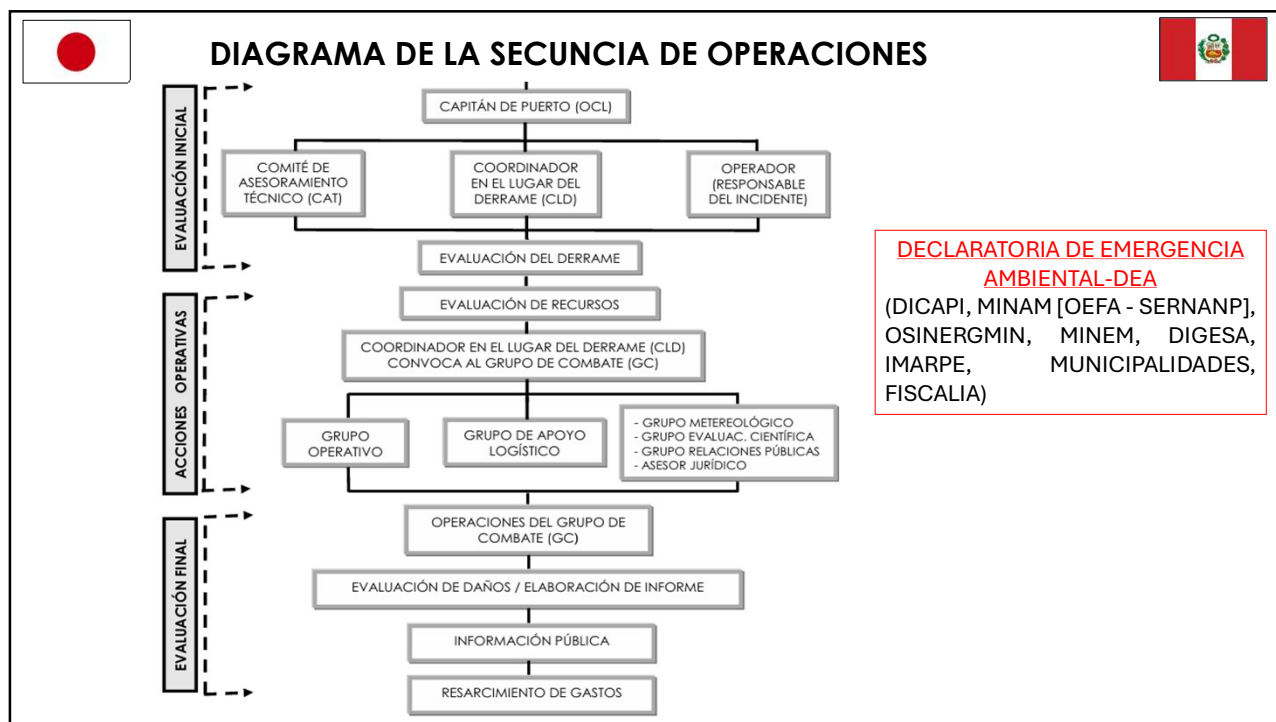 DIAGRAMA DE LA SECUNCIA DE OPERACIONES
EVALUACIÓN INICIAL
CAPITÁN DE PUERTO (OCL)
COMITÉ DE
ASESORAMIENTO
TÉCNICO (CAT)
COORDINADOR
EN EL LUGAR DEL
DERRAME (CLD)
OPERADOR
(RESPONSABLE
DEL INCIDENTE)
EVALUACIÓN DEL DERRAME
ACCIONES OPERATIVAS
EVALUACIÓN DE RECURSOS
COORDINADOR EN EL LUGAR DEL DERRAME (CLD)
CONVOCA AL GRUPO DE COMBATE (GC)
GRUPO
OPERATIVO
GRUPO DE APOYO
LOGÍSTICO
- GRUPO METEREOLÓGICO
- GRUPO EVALUAC. CIENTÍFICA
- GRUPO RELACIONES PÚBLICAS
- ASESOR JURÍDICO
EVALUACIÓN FINAL
OPERACIONES DEL GRUPO DE
COMBATE (GC)
EVALUACIÓN DE DAÑOS / ELABORACIÓN DE INFORME
INFORMACIÓN PÚBLICA
RESARCIMIENTO DE GASTOS
DECLARATORIA DE EMERGENCIA
AMBIENTAL-DEA
(DICAPI, MINAM [OEFA - SERNANP],
OSINERGMIN, MINEM, DIGESA,
IMARPE, MUNICIPALIDADES,
FISCALIA)